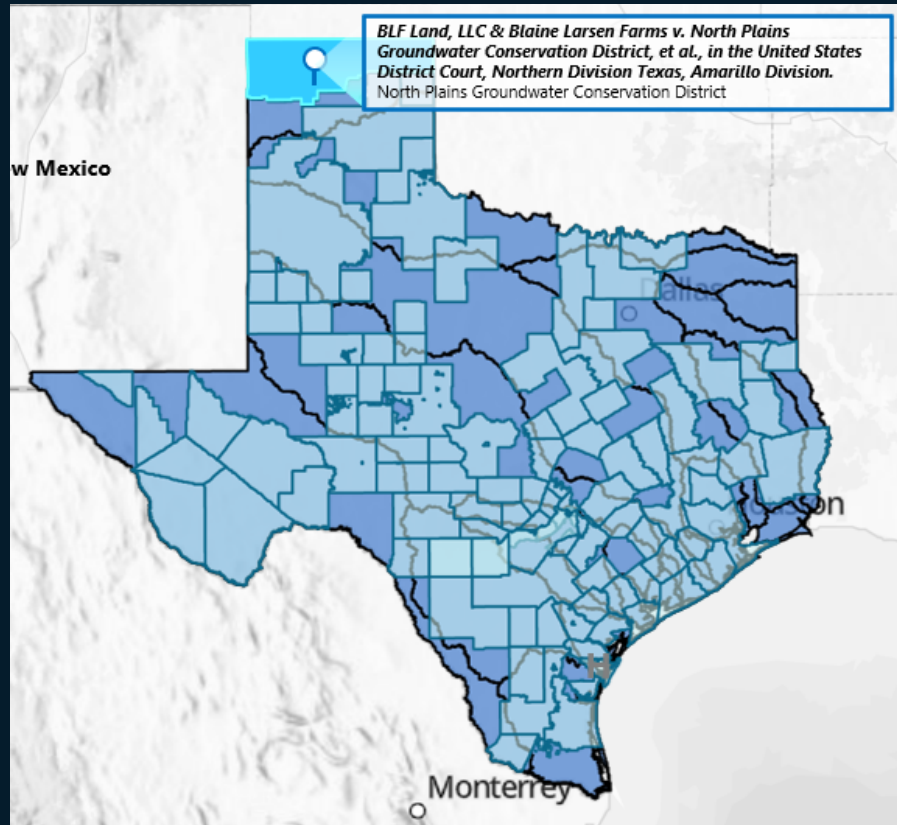 BLF Land, LLC & Blaine Larsen Farms v. North Plains
Groundwater Conservation District, et al., in the United States
District Court, Northern Division Texas, Amarillo Division.
North Plains Groundwater Conservation District
w Mexico
Dallas
H
Monterrey